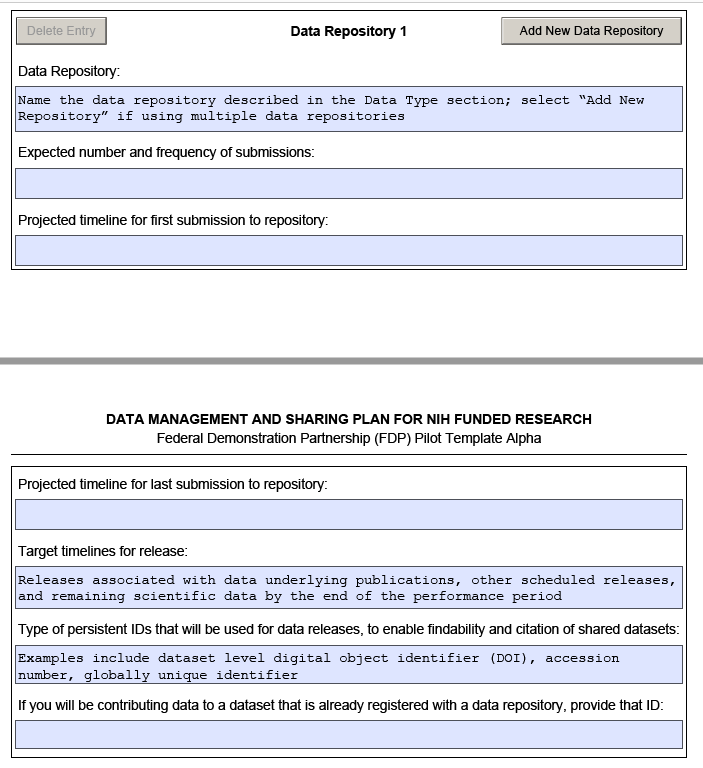 Delete Entry
Data Repository 1
Add New Data Repository
Data Repository:
Name the data repository described in the Data Type section; select “Add New
Repository” if using multiple data repositories
Expected number and frequency of submissions:
Projected timeline for first submission to repository:
DATA MANAGEMENT AND SHARING PLAN FOR NIH FUNDED RESEARCH
Federal Demonstration Partnership (FDP) Pilot Template Alpha
Projected timeline for last submission to repository:
Target timelines for release:
Releases associated with data underlying publications, other scheduled releases,
and remaining scientific data by the end of the performance period
Type of persistent IDs that will be used for data releases, to enable findability and citation of shared datasets:
Examples include dataset level digital object identifier (DOI), accession
number, globally unique identifier
If you will be contributing data to a dataset that is already registered with a data repository, provide that ID: